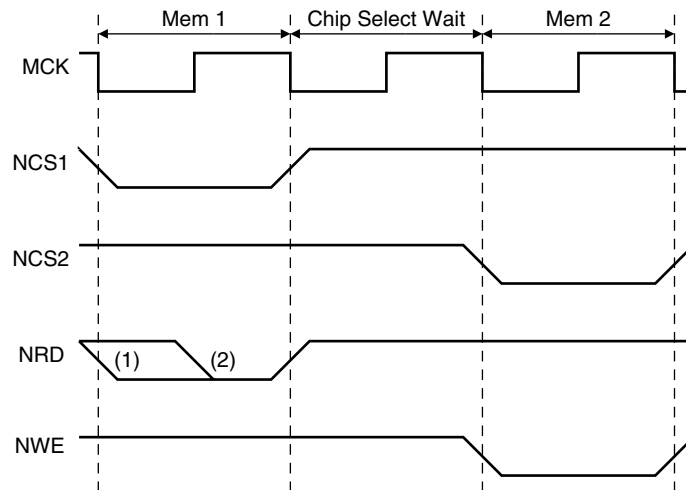 Mem 1 Chip Select Wait Mem 2
MCK
NCS1
NCS2
NRD (1) (2)
NWE